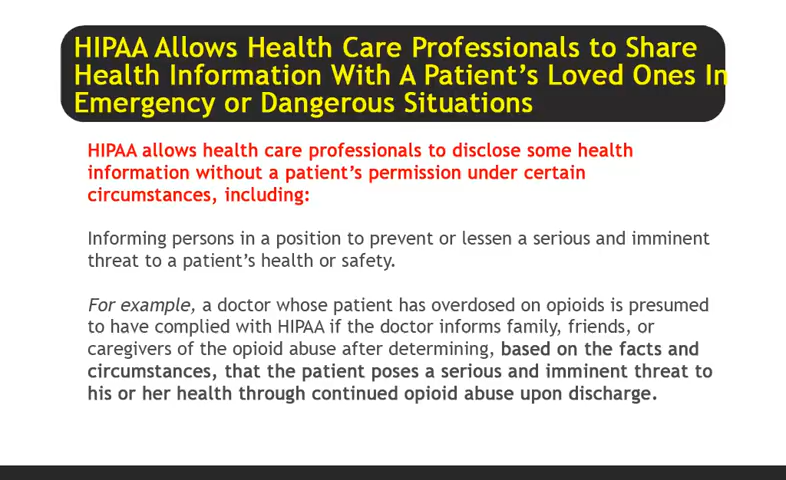 HIPAA Allows Health Care Professionals to Share
Health Information With A Patient's Loved Ones In
Emergency or Dangerous Situations
HIPAA allows health care professionals to disclose some health
information without a patient's permission under certain
circumstances, including:
Informing persons in a position to prevent or lessen a serious and imminent
threat to a patient's health or safety.
For example, a doctor whose patient has overdosed on opioids is presumed
to have complied with HIPAA if the doctor informs family, friends, or
caregivers of the opioid abuse after determining, based on the facts and
circumstances, that the patient poses a serious and imminent threat to
his or her health through continued opioid abuse upon discharge.